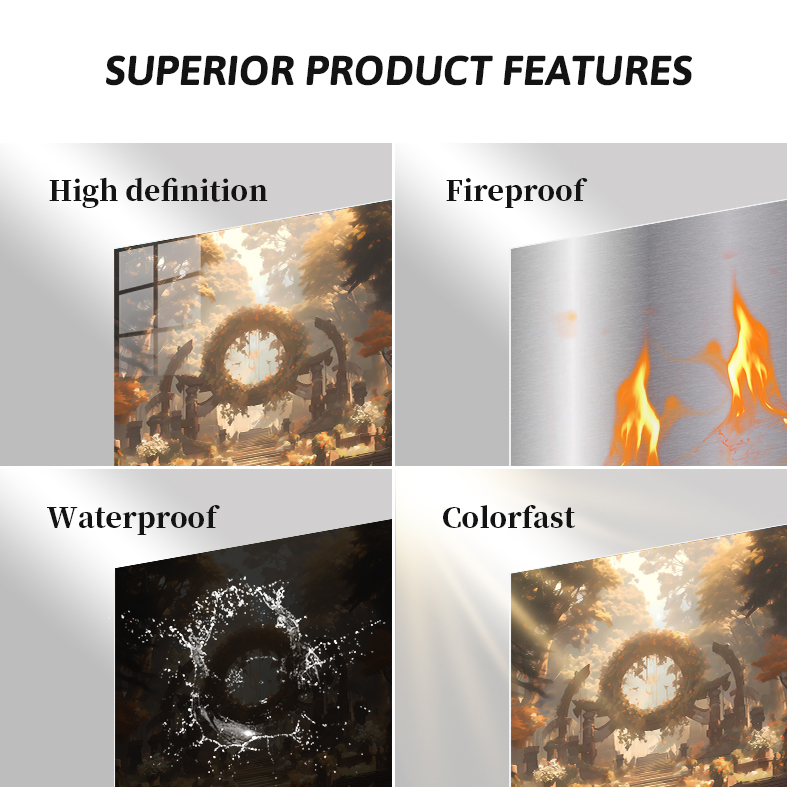 SUPERIOR PRODUCT FEATURES
High definition
Fireproof
Waterproof
Colorfast